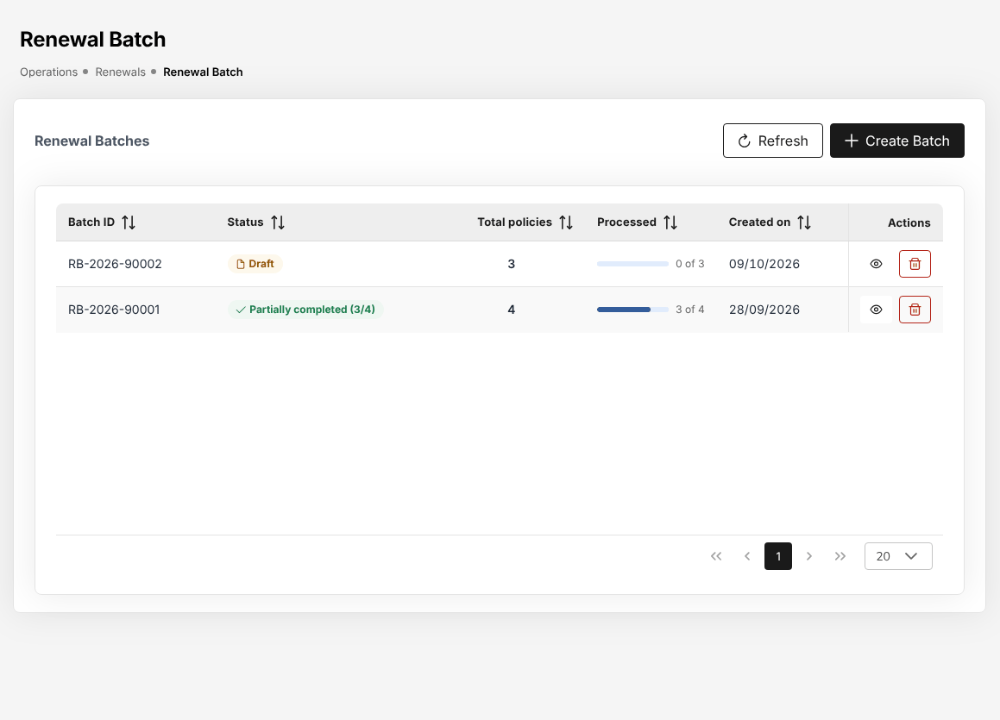 Renewal Batch
Operations Renewals Renewal Batch
Renewal Batches
Refresh
Create Batch
Batch ID Status Total policies Processed Created on Actions
RB-2026-90002 Draft 3 0 of 3 09/10/2026
RB-2026-90001 Partially completed (3/4) 4 3 of 4 28/09/2026
1 20